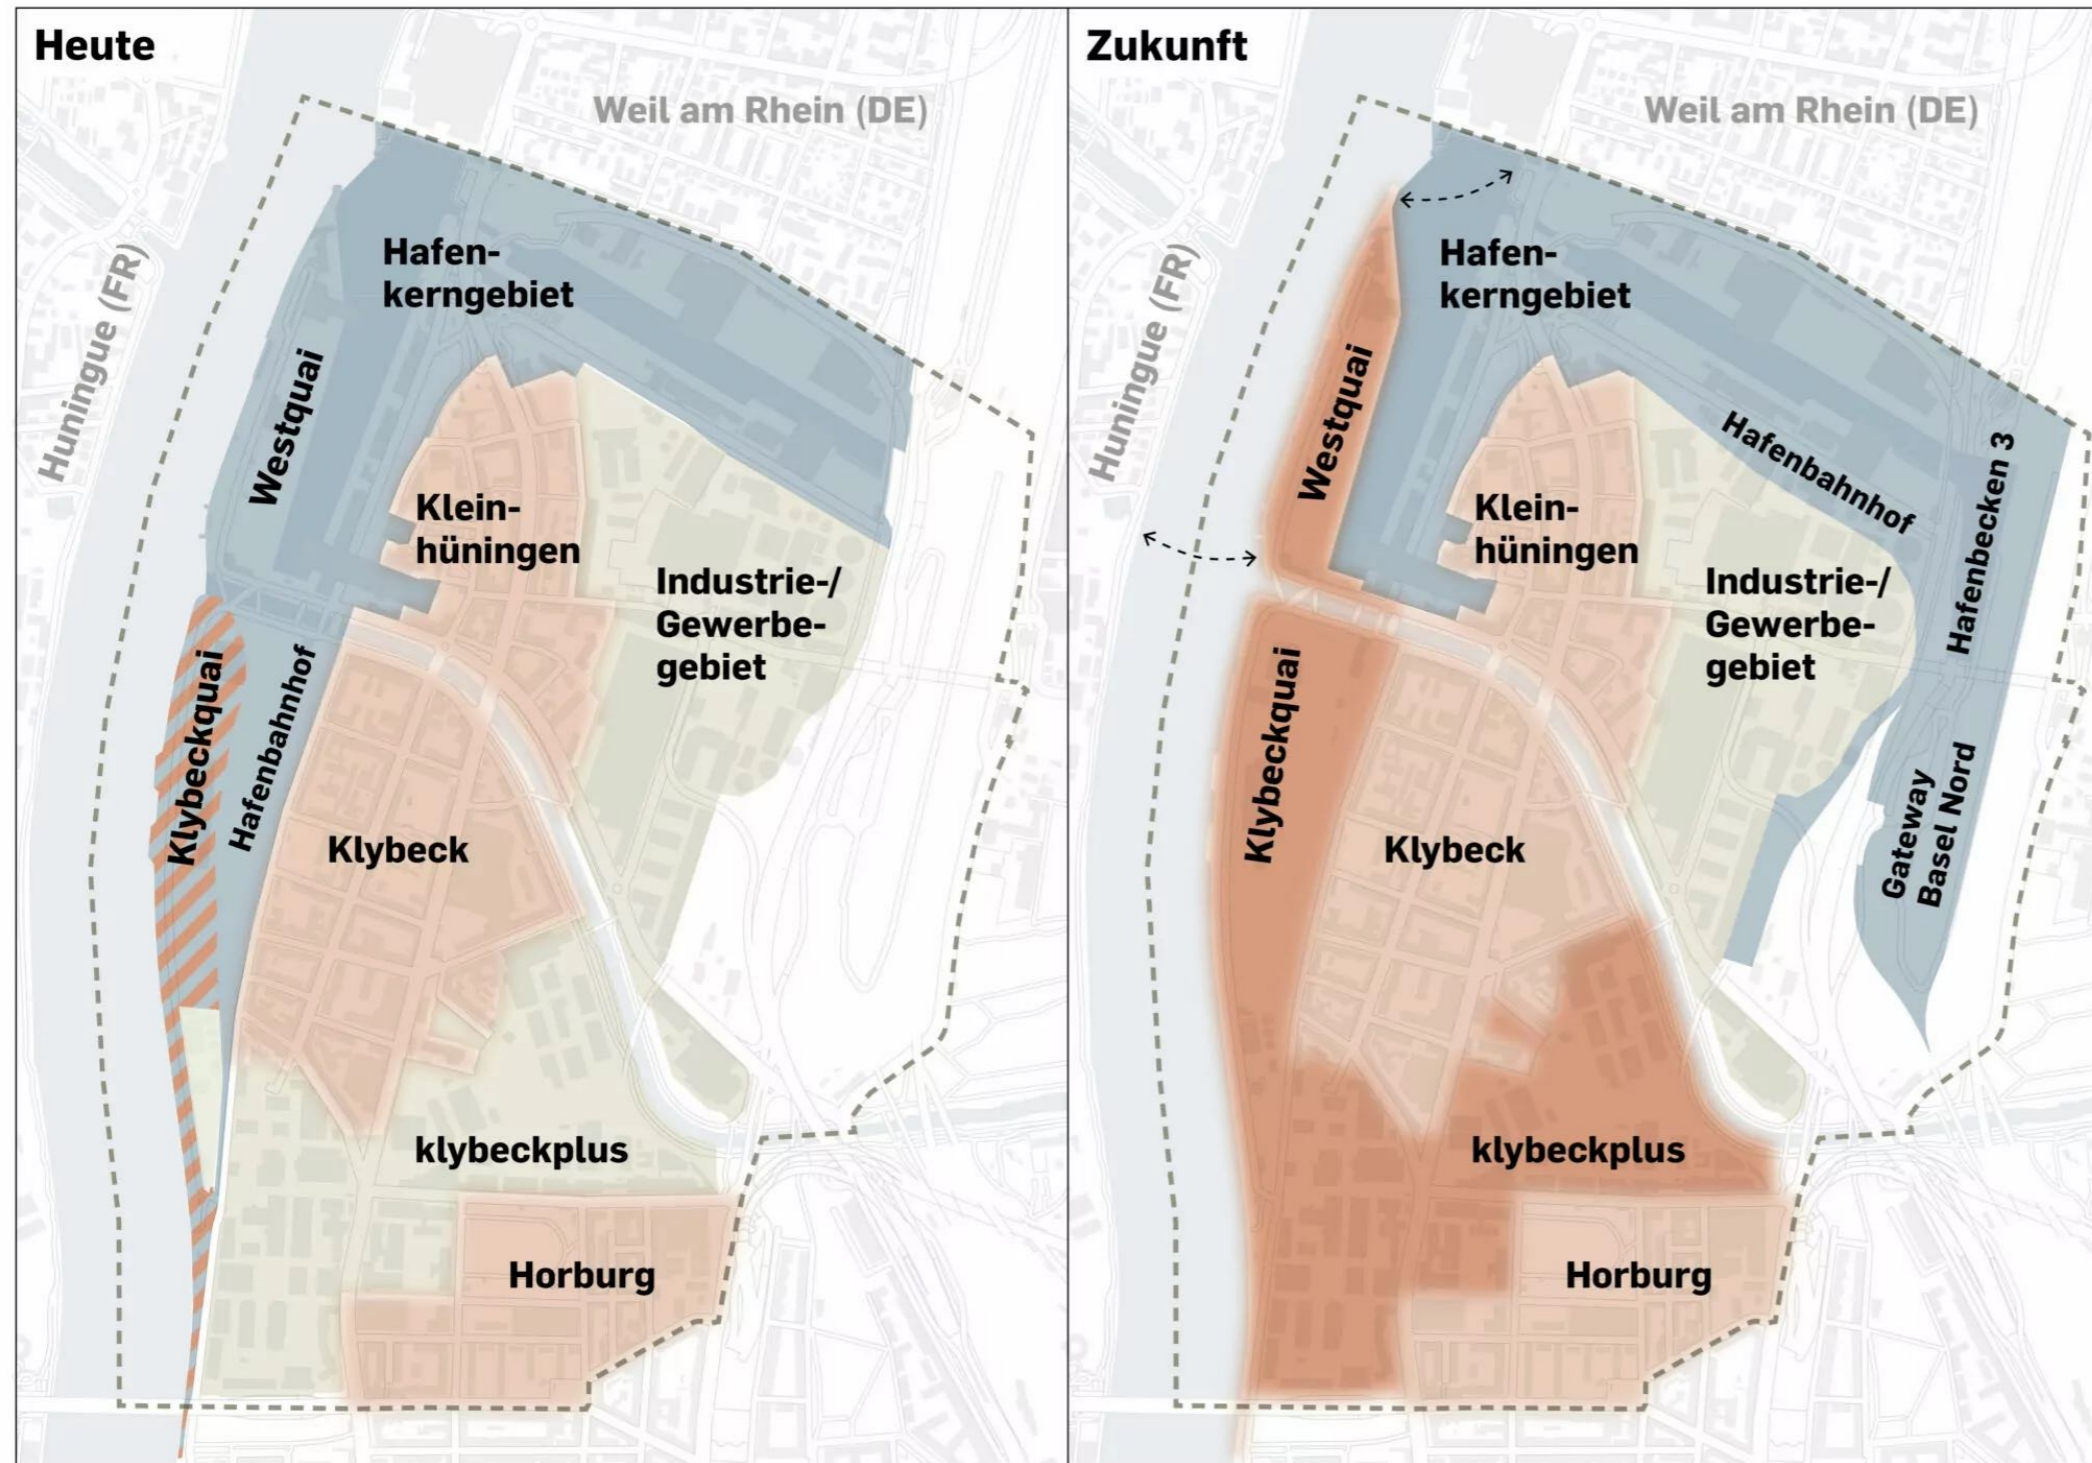 Heute
Weil am Rhein (DE)
Huningue (FR)
Hafen-
kerngebiet
Westquai
Klein-
hüningen
Industrie-/
Gewerbe-
gebiet
Klybeckquai
Hafenbahnhof
Klybeck
klybeckplus
Horburg
Zukunft
Weil am Rhein (DE)
Huningue (FR)
Hafen-
kerngebiet
Westquai
Hafenbahnhof
Hafenbecken 3
Klein-
hüningen
Industrie-/
Gewerbe-
gebiet
Klybeckquai
Klybeck
Gateway
Basel Nord
klybeckplus
Horburg